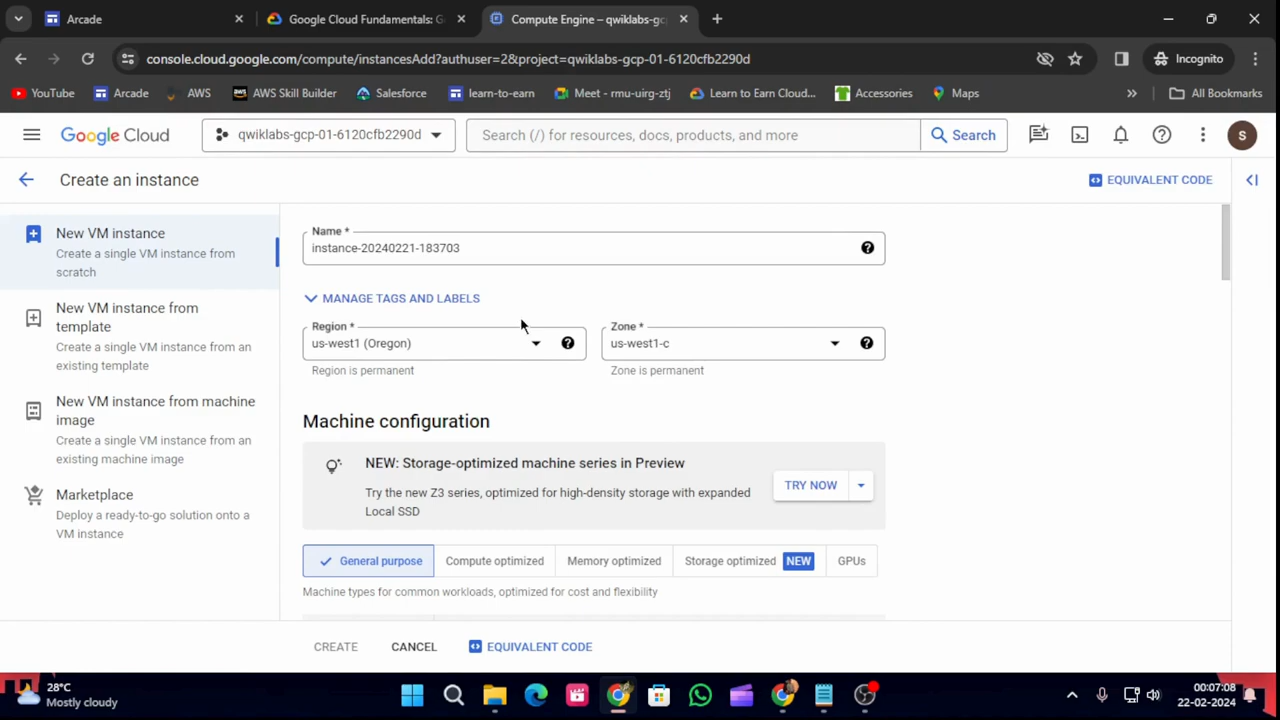 Arcade
Google Cloud Fundamentals: G
Compute Engine – qwiklabs-gcp
console.cloud.google.com/compute/instancesAdd?authuser=2&project=qwiklabs-gcp-01-6120cfb2290d
Incognito
YouTube
Arcade
AWS
AWS Skill Builder
Salesforce
learn-to-earn
Meet - rmu-uirg-ztj
Learn to Earn Cloud...
Accessories
Maps
All Bookmarks
Google Cloud
qwiklabs-gcp-01-6120cfb2290d
Search (/) for resources, docs, products, and more
Search
S
Create an instance
EQUIVALENT CODE
New VM instance
Create a single VM instance from
scratch
New VM instance from
template
Create a single VM instance from an
existing template
New VM instance from machine
image
Create a single VM instance from an
existing machine image
Marketplace
Deploy a ready-to-go solution onto a
VM instance
Name *
instance-20240221-183703
MANAGE TAGS AND LABELS
Region *
us-west1 (Oregon)
Region is permanent
Zone *
us-west1-c
Zone is permanent
Machine configuration
NEW: Storage-optimized machine series in Preview
Try the new Z3 series, optimized for high-density storage with expanded
Local SSD
TRY NOW
General purpose
Compute optimized
Memory optimized
Storage optimized NEW
GPUs
Machine types for common workloads, optimized for cost and flexibility
CREATE
CANCEL
EQUIVALENT CODE
28°C
Mostly cloudy
00:07:08
22-02-2024